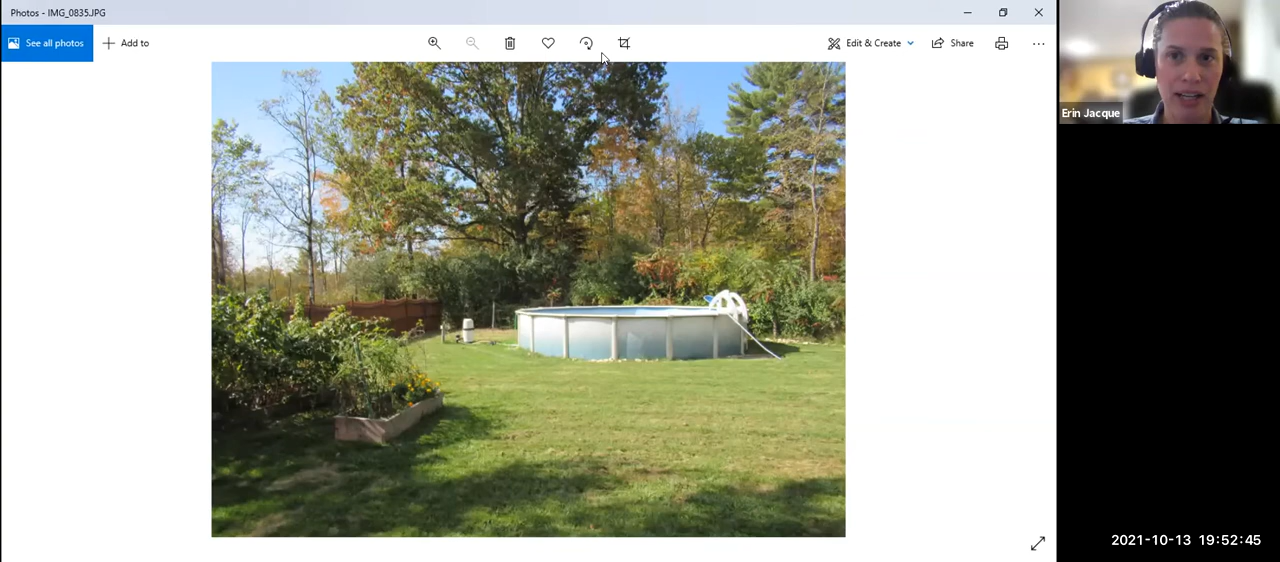 Photos - IMG_0835.JPG
See all photos
Add to
Edit & Create
Share
Erin Jacque
2021-10-13 19:52:45